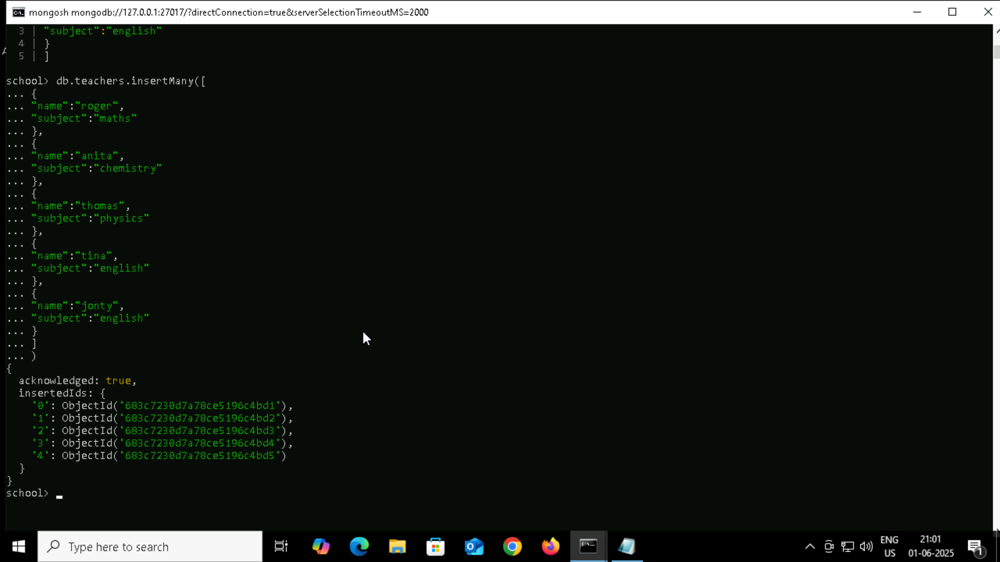 mongosh mongodb://127.0.0.1:27017/?directConnection=true&serverSelectionTimeoutMS=2000
3 | "subject":"english"
4 | }
5 | ]
school> db.teachers.insertMany([
... {
... "name":"roger",
... "subject":"maths"
... },
... {
... "name":"anita",
... "subject":"chemistry"
... },
... {
... "name":"thomas",
... "subject":"physics"
... },
... {
... "name":"tina",
... "subject":"english"
... },
... {
... "name":"jonty",
... "subject":"english"
... }
... ]
... )
{
acknowledged: true,
insertedIds: {
'0': ObjectId('683c7230d7a78ce5196c4bd1'),
'1': ObjectId('683c7230d7a78ce5196c4bd2'),
'2': ObjectId('683c7230d7a78ce5196c4bd3'),
'3': ObjectId('683c7230d7a78ce5196c4bd4'),
'4': ObjectId('683c7230d7a78ce5196c4bd5')
}
}
school>
Type here to search
ENG
US
21:01
01-06-2025
1